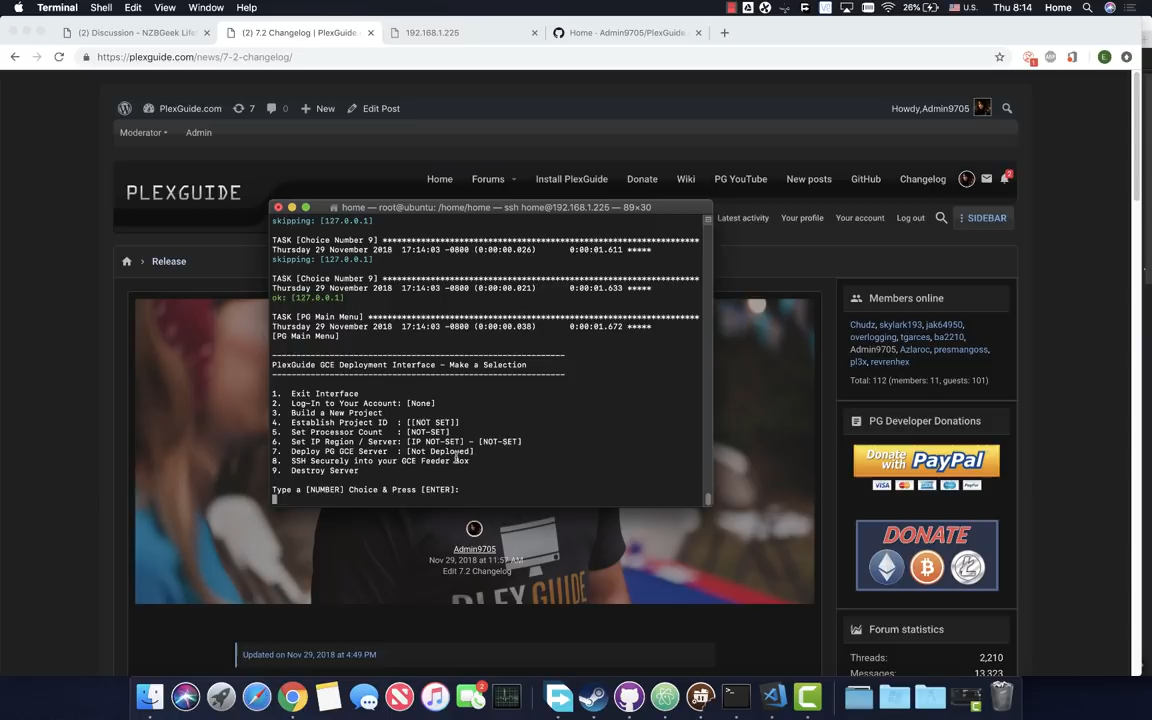 Terminal Shell Edit View Window Help 26% U.S. Thu 8:14 Home
(2) Discussion - NZBGeek Life
(2) 7.2 Changelog | PlexGuide.
192.168.1.225
Home · Admin9705/PlexGuide
https://plexguide.com/news/7-2-changelog/
PlexGuide.com 7 0 New Edit Post Howdy, Admin9705
Moderator Admin
PLEXGUIDE
Home Forums Install PlexGuide Donate Wiki PG YouTube New posts GitHub Changelog 2
home — root@ubuntu: /home/home — ssh home@192.168.1.225 — 89×30
Latest activity Your profile Your account Log out SIDEBAR
skipping: [127.0.0.1]
TASK [Choice Number 9] *********************************************************
Thursday 29 November 2018  17:14:03 -0800 (0:00:00.026)       0:00:01.611 *****
skipping: [127.0.0.1]
TASK [Choice Number 9] *********************************************************
Thursday 29 November 2018  17:14:03 -0800 (0:00:00.021)       0:00:01.633 *****
ok: [127.0.0.1]
TASK [PG Main Menu] ************************************************************
Thursday 29 November 2018  17:14:03 -0800 (0:00:00.038)       0:00:01.672 *****
[PG Main Menu]
PlexGuide GCE Deployment Interface - Make a Selection
1.  Exit Interface
2.  Log-In to Your Account: [None]
3.  Build a New Project
4.  Establish Project ID  : [[NOT SET]]
5.  Set Processor Count   : [NOT-SET]
6.  Set IP Region / Server: [IP NOT-SET] - [NOT-SET]
7.  Deploy PG GCE Server  : [Not Deployed]
8.  SSH Securely into your GCE Feeder Box
9.  Destroy Server
Type a [NUMBER] Choice & Press [ENTER]:
Release
Members online
Chudz, skylark193, jak64950,
overlogging, tgarces, ba2210,
Admin9705, Azlaroc, presmangoss,
pl3x, revrenhex
Total: 112 (members: 11, guests: 101)
PG Developer Donations
Donate with PayPal
DONATE
Forum statistics
Threads: 2,210
Messages: 13,323
PLEXGUIDE
Admin9705
Nov 29, 2018 at 11:57 AM
Edit 7.2 Changelog
Updated on Nov 29, 2018 at 4:49 PM
2